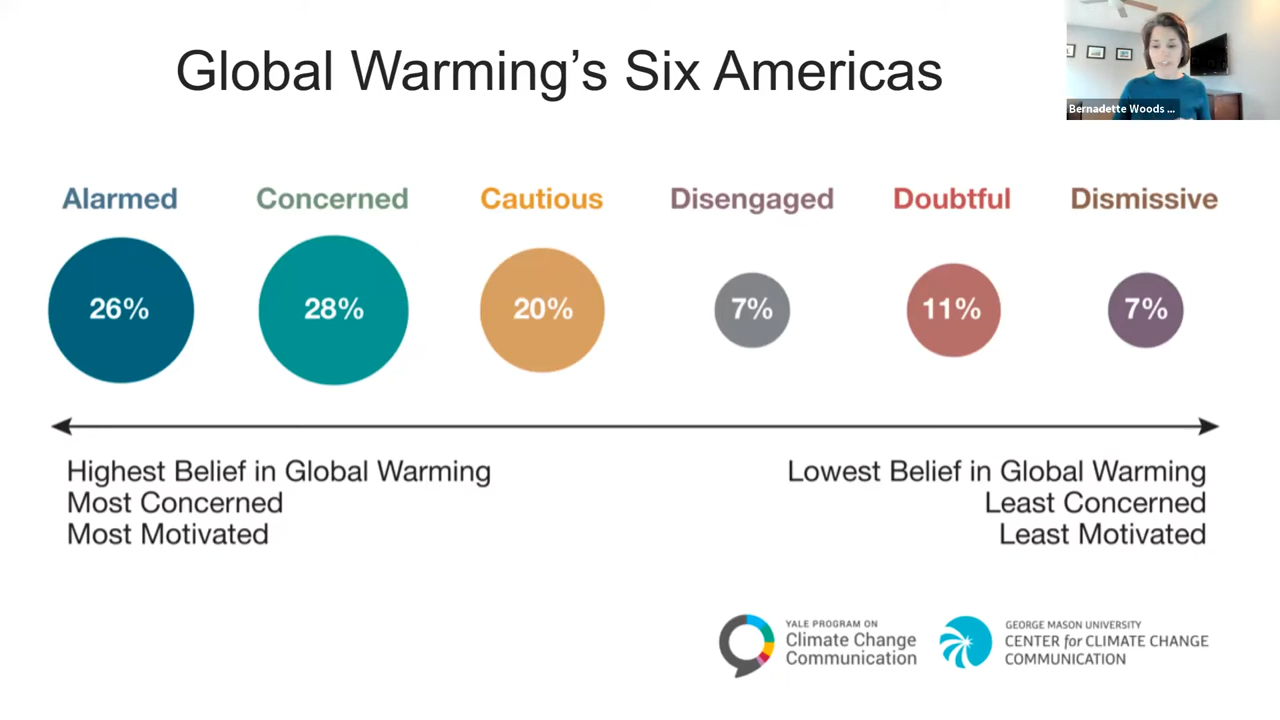 Global Warming’s Six Americas
Bernadette Woods ...
Alarmed
Concerned
Cautious
Disengaged
Doubtful
Dismissive
26%
28%
20%
7%
11%
7%
Highest Belief in Global Warming
Most Concerned
Most Motivated
Lowest Belief in Global Warming
Least Concerned
Least Motivated
YALE PROGRAM ON
Climate Change
Communication
GEORGE MASON UNIVERSITY
CENTER for CLIMATE CHANGE
COMMUNICATION